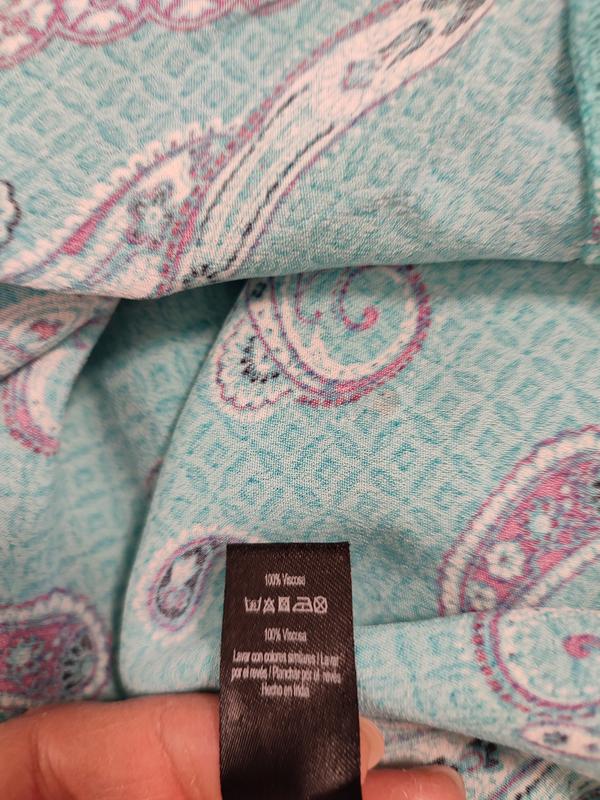 100% Viscosa
100% Viscosa
Lavar con colores similares / Lavar
por el revés / Planchar por el revés
Hecho en India